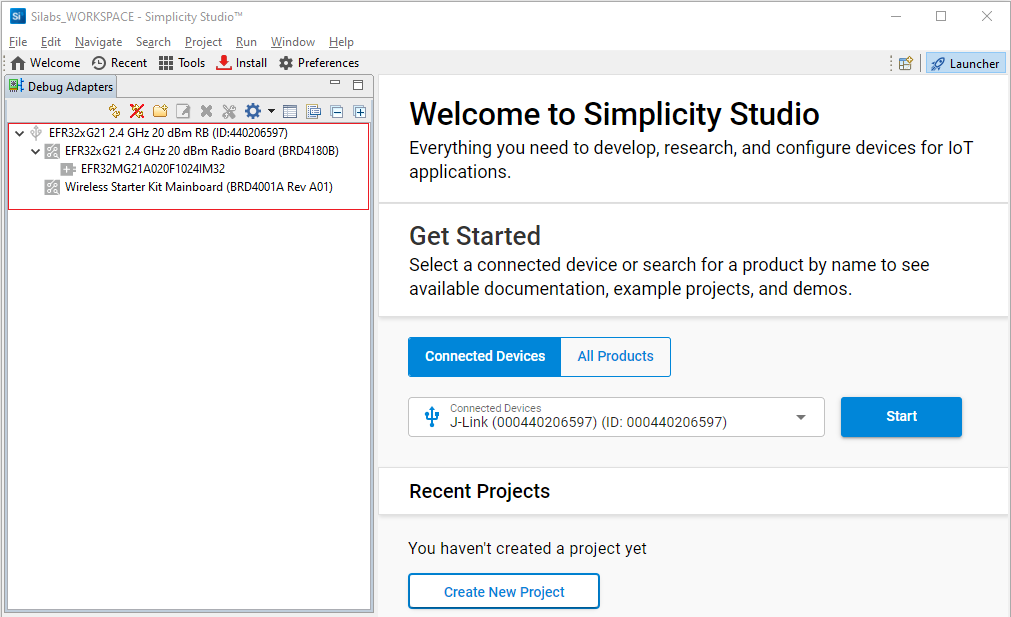 Si Silabs_WORKSPACE - Simplicity Studio™
File Edit Navigate Search Project Run Window Help
Welcome Recent Tools Install Preferences
Launcher
Debug Adapters
EFR32xG21 2.4 GHz 20 dBm RB (ID:440206597)
EFR32xG21 2.4 GHz 20 dBm Radio Board (BRD4180B)
EFR32MG21A020F1024IM32
Wireless Starter Kit Mainboard (BRD4001A Rev A01)
Welcome to Simplicity Studio
Everything you need to develop, research, and configure devices for IoT
applications.
Get Started
Select a connected device or search for a product by name to see
available documentation, example projects, and demos.
Connected Devices All Products
Connected Devices
J-Link (000440206597) (ID: 000440206597)
Start
Recent Projects
You haven't created a project yet
Create New Project